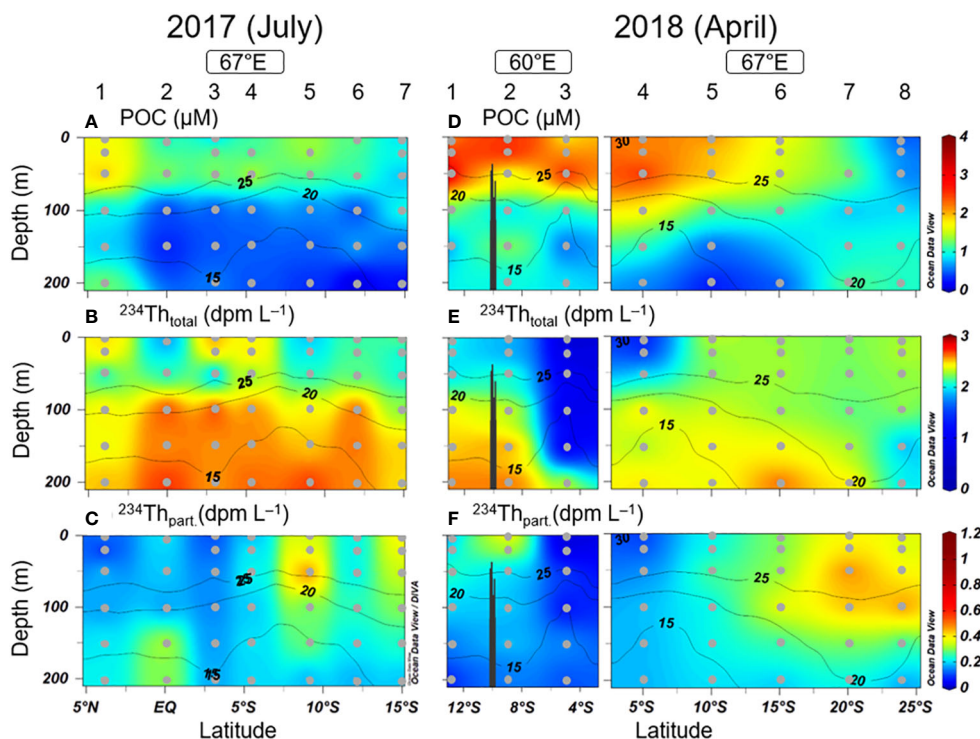 2017 (July) 2018 (April)
67°E 60°E 67°E
1 2 3 4 5 6 7 1 2 3 4 5 6 7 8
A POC (µM) D POC (µM)
Depth (m) 0 100 200
25 20 15
25 20 15
30 25 20 15
Ocean Data View
4 3 2 1 0
B ²³⁴Thtotal (dpm L⁻¹) E ²³⁴Thtotal (dpm L⁻¹)
Depth (m) 0 100 200
25 20 15
25 20 15
30 25 20 15
Ocean Data View
3 3 2 1 0
C ²³⁴Thpart. (dpm L⁻¹) F ²³⁴Thpart. (dpm L⁻¹)
Depth (m) 0 100 200
25 20 15
Ocean Data View / DIVA
25 20 15
30 25 20 15
Ocean Data View
1.2 1 0.8 0.6 0.4 0.2 0
5°N EQ 5°S 10°S 15°S 12°S 8°S 4°S 5°S 10°S 15°S 20°S 25°S
Latitude Latitude